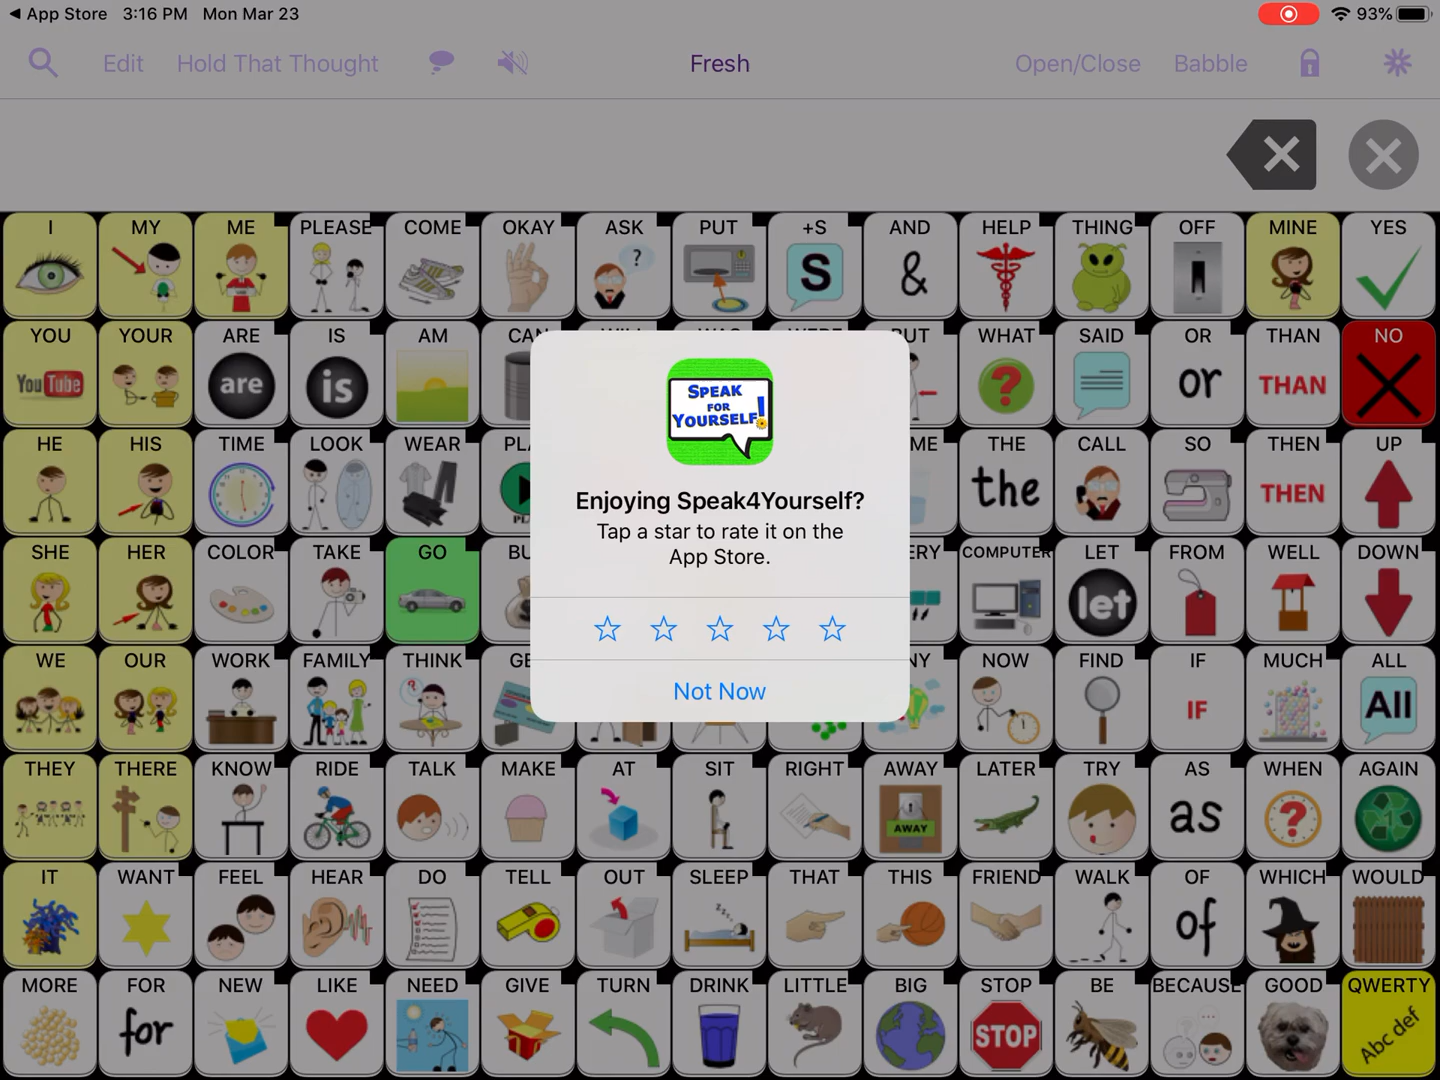 App Store 3:16 PM Mon Mar 23 93%
Edit Hold That Thought Fresh Open/Close Babble
I MY ME PLEASE COME OKAY ASK PUT +S AND HELP THING OFF MINE YES
? S &
YOU YOUR ARE IS AM WHAT SAID OR THAN NO
You Tube are is ? or THAN
HE HIS TIME LOOK WEAR THE CALL SO THEN UP
the THEN
SHE HER COLOR TAKE GO COMPUTER LET FROM WELL DOWN
let
WE OUR WORK FAMILY THINK NOW FIND IF MUCH ALL
? IF All
SPEAK
FOR
YOURSELF!
Enjoying Speak4Yourself?
Tap a star to rate it on the
App Store.
Not Now
THEY THERE KNOW RIDE TALK MAKE AT SIT RIGHT AWAY LATER TRY AS WHEN AGAIN
AWAY as ? 1
IT WANT FEEL HEAR DO TELL OUT SLEEP THAT THIS FRIEND WALK OF WHICH WOULD
zzz of
MORE FOR NEW LIKE NEED GIVE TURN DRINK LITTLE BIG STOP BE BECAUSE GOOD QWERTY
for STOP Abc def